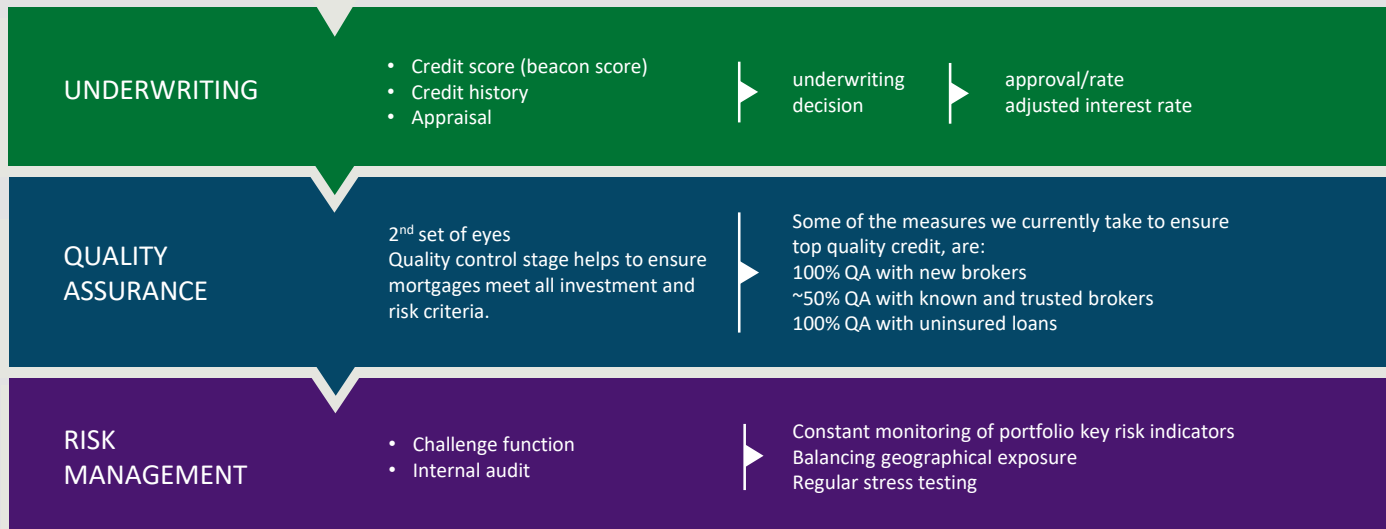 UNDERWRITING
• Credit score (beacon score)
• Credit history
• Appraisal
underwriting
decision
approval/rate
adjusted interest rate
QUALITY
ASSURANCE
2nd set of eyes
Quality control stage helps to ensure
mortgages meet all investment and
risk criteria.
Some of the measures we currently take to ensure
top quality credit, are:
100% QA with new brokers
~50% QA with known and trusted brokers
100% QA with uninsured loans
RISK
MANAGEMENT
• Challenge function
• Internal audit
Constant monitoring of portfolio key risk indicators
Balancing geographical exposure
Regular stress testing